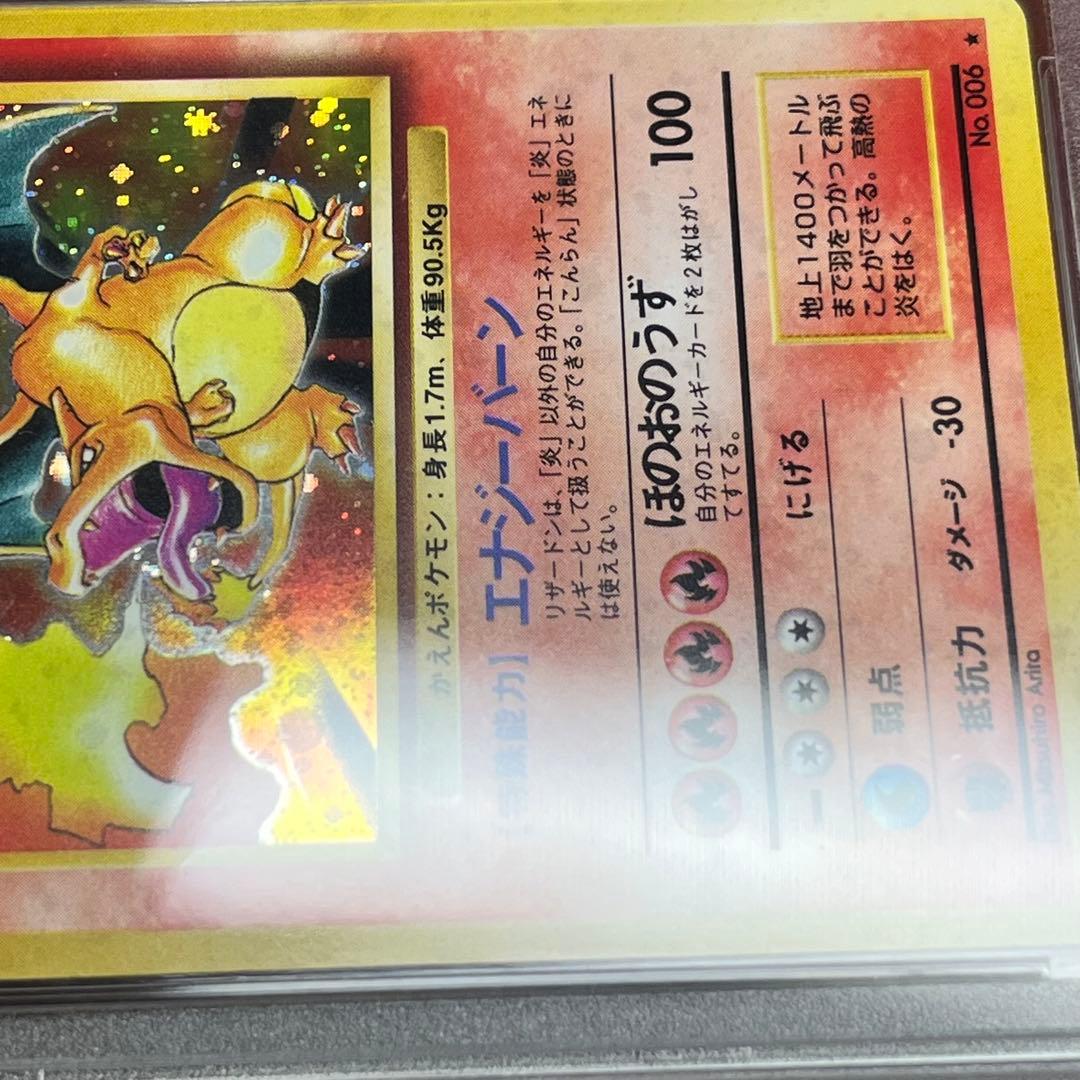 かえんポケモン：身長1.7m、体重90.5Kg
【特殊能力】エナジーバーン
リザードンは、「炎」以外の自分のエネルギーを「炎」エネ
ルギーとして扱うことができる。「こんらん」状態のときに
は使えない。
ほのおのうず 100
自分のエネルギーカードを2枚はがし
てすてる。
にげる
弱点
抵抗力 ダメージ -30
地上1400メートル
まで羽をつかって飛ぶ
ことができる。高熱の
炎をはく。
Mitsuhiro Arita
No.006 ★